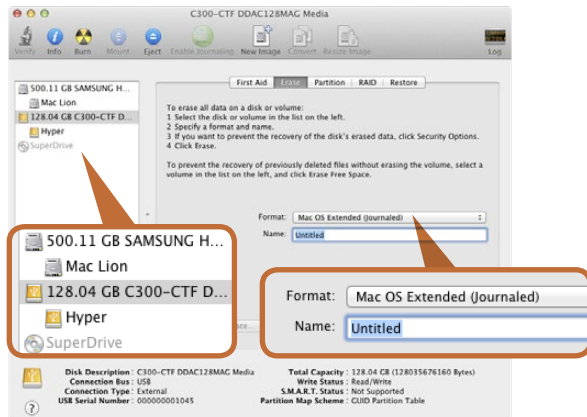 C300-CTF DDAC128MAG Media
Verify Info Burn Mount Eject Enable Journaling New Image Convert Resize Image Log
First Aid Erase Partition RAID Restore
500.11 GB SAMSUNG H...
Mac Lion
128.04 GB C300-CTF D...
Hyper
SuperDrive
To erase all data on a disk or volume:
1 Select the disk or volume in the list on the left.
2 Specify a format and name.
3 If you want to prevent the recovery of the disk's erased data, click Security Options.
4 Click Erase.
To prevent the recovery of previously deleted files without erasing the volume, select a
volume in the list on the left, and click Erase Free Space.
Format: Mac OS Extended (Journaled)
Name: Untitled
500.11 GB SAMSUNG H...
Mac Lion
128.04 GB C300-CTF D...
Hyper
SuperDrive
Format: Mac OS Extended (Journaled)
Name: Untitled
Disk Description : C300-CTF DDAC128MAG Media
Connection Bus : USB
Connection Type : External
USB Serial Number : 000000001045
Total Capacity : 128.04 GB (128035676160 Bytes)
Write Status : Read/Write
S.M.A.R.T. Status : Not Supported
Partition Map Scheme : GUID Partition Table
?